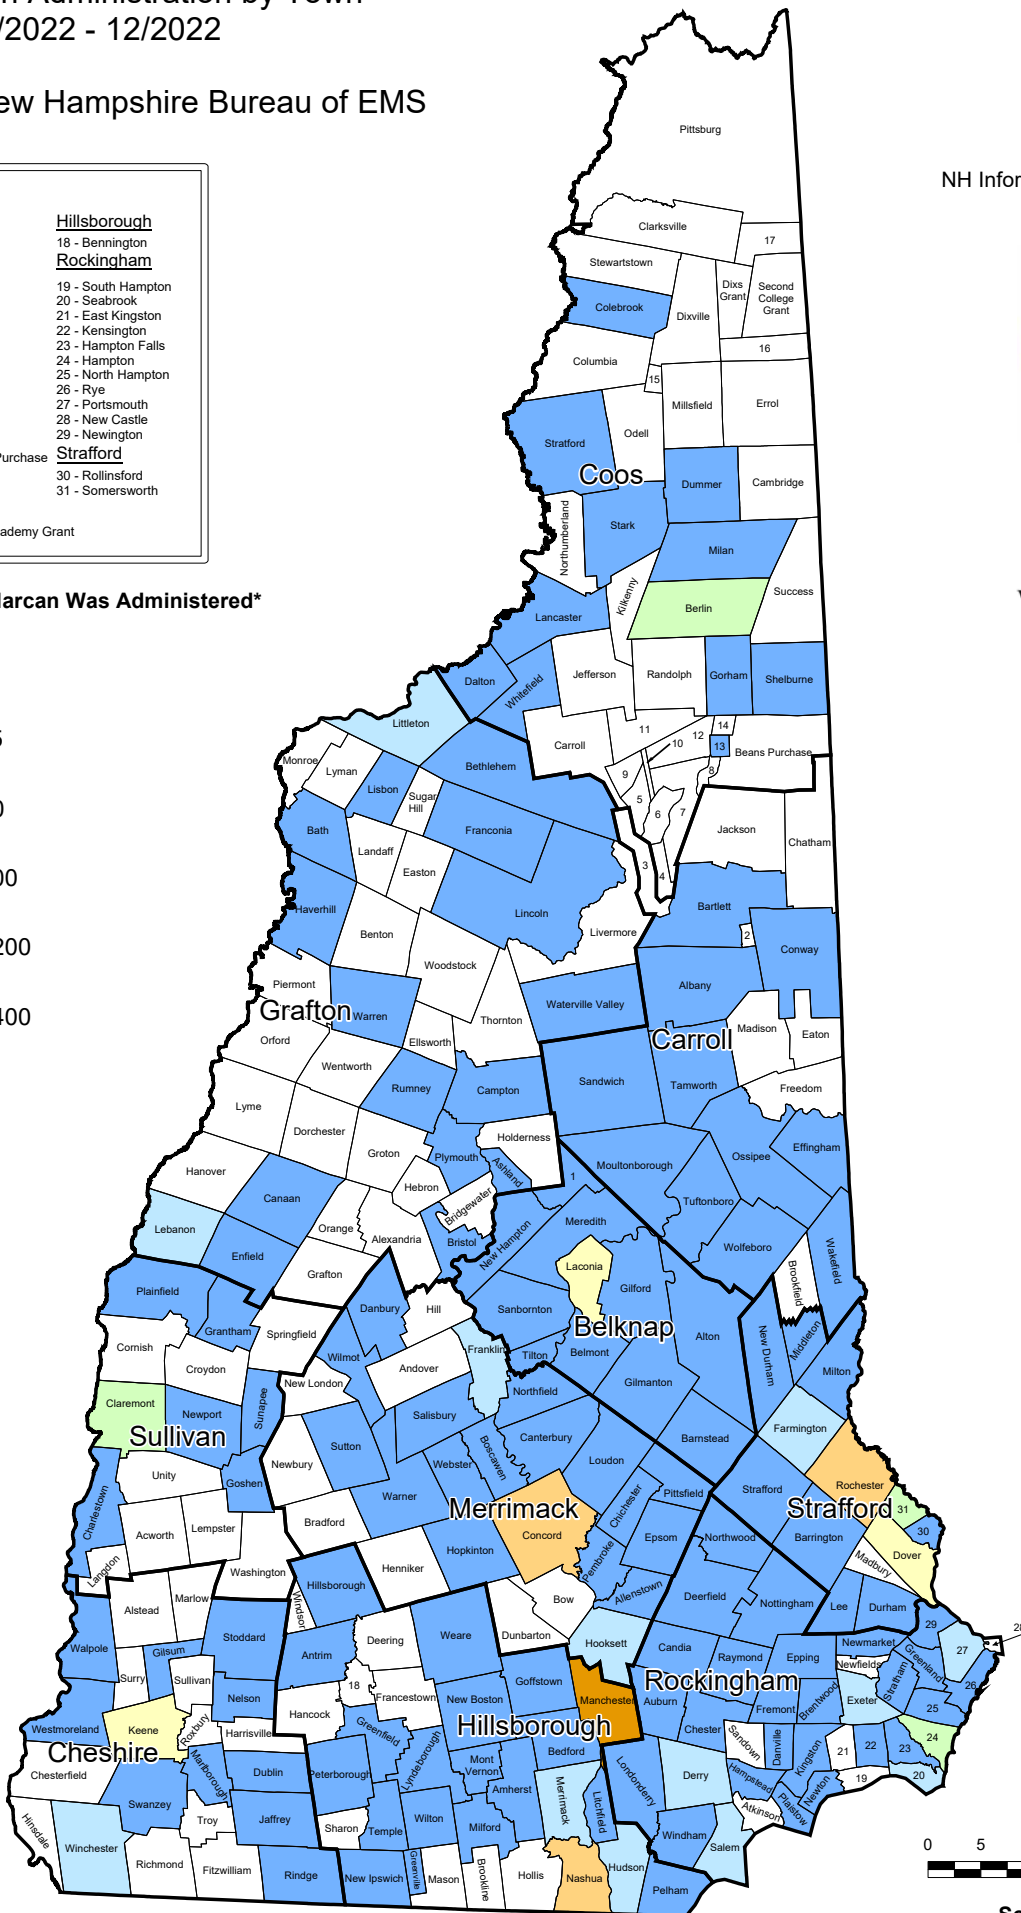 n Administration by Town
/2022 - 12/2022
ew Hampshire Bureau of EMS
NH Infor
Hillsborough
18 - Bennington
Rockingham
19 - South Hampton
20 - Seabrook
21 - East Kingston
22 - Kensington
23 - Hampton Falls
24 - Hampton
25 - North Hampton
26 - Rye
27 - Portsmouth
28 - New Castle
29 - Newington
Purchase
Strafford
30 - Rollinsford
31 - Somersworth
ademy Grant
Narcan Was Administered*
5
0
00
200
400
Pittsburg
Clarksville
17
Stewartstown
Dixs Grant
Second College Grant
Colebrook
Dixville
16
Columbia
15
Millsfield
Errol
Stratford
Odell
Coos
Dummer
Cambridge
Northumberland
Stark
Milan
Kilkenny
Berlin
Success
Lancaster
Jefferson
Randolph
Gorham
Shelburne
Dalton
Whitefield
Littleton
Carroll
11
10
12
14
13
Beans Purchase
9
8
5
6
7
3
4
Monroe
Lyman
Bethlehem
Lisbon
Sugar Hill
Bath
Franconia
Landaff
Easton
Jackson
Chatham
Haverhill
Lincoln
Bartlett
Benton
Livermore
2
Conway
Woodstock
Piermont
Albany
Grafton
Warren
Waterville Valley
Thornton
Madison
Eaton
Orford
Ellsworth
Carroll
Wentworth
Rumney
Campton
Sandwich
Tamworth
Freedom
Lyme
Dorchester
Holderness
Groton
Plymouth
Ashland
Moultonborough
Ossipee
Effingham
Hanover
Hebron
1
Canaan
Bridgewater
Tuftonboro
Lebanon
Orange
Alexandria
Bristol
New Hampton
Meredith
Wolfeboro
Wakefield
Enfield
Grafton
Laconia
Gilford
Brookfield
Plainfield
Danbury
Hill
Sanbornton
Grantham
Springfield
Belknap
Alton
New Durham
Middleton
Cornish
Wilmot
Franklin
Tilton
Belmont
Croydon
Andover
Milton
New London
Gilmanton
Claremont
Newport
Sunapee
Northfield
Sullivan
Salisbury
Canterbury
Barnstead
Farmington
Sutton
Boscawen
Newbury
Webster
Loudon
Unity
Goshen
Rochester
Charlestown
Warner
Chichester
Pittsfield
Strafford
Merrimack
Strafford
31
Acworth
Lempster
Bradford
Concord
Epsom
Northwood
Barrington
30
Hopkinton
Pembroke
Dover
Langdon
Washington
Henniker
Madbury
Hillsborough
Allenstown
Deerfield
Nottingham
Lee
Durham
Alstead
Marlow
Windsor
Bow
Dunbarton
29
28
Walpole
Stoddard
Deering
Weare
Hooksett
Candia
Raymond
Epping
Newmarket
27
Gilsum
Antrim
Newfields
Greenland
Surry
Sullivan
18
Goffstown
Rockingham
Stratham
26
Nelson
Francestown
New Boston
Manchester
Auburn
Fremont
Brentwood
Exeter
25
Westmoreland
Keene
Roxbury
Harrisville
Hancock
Greenfield
Hillsborough
Chester
Sandown
Danville
Kingston
21
22
23
24
Cheshire
Lyndeborough
Bedford
Londonderry
Chesterfield
Marlborough
Dublin
Peterborough
Mont Vernon
Derry
Hampstead
Newton
19
20
Swanzey
Amherst
Merrimack
Litchfield
Plaistow
Hinsdale
Troy
Jaffrey
Sharon
Temple
Wilton
Milford
Atkinson
Winchester
Windham
Salem
Richmond
Fitzwilliam
Rindge
New Ipswich
Greenville
Mason
Brookline
Hollis
Nashua
Hudson
Pelham
0
5